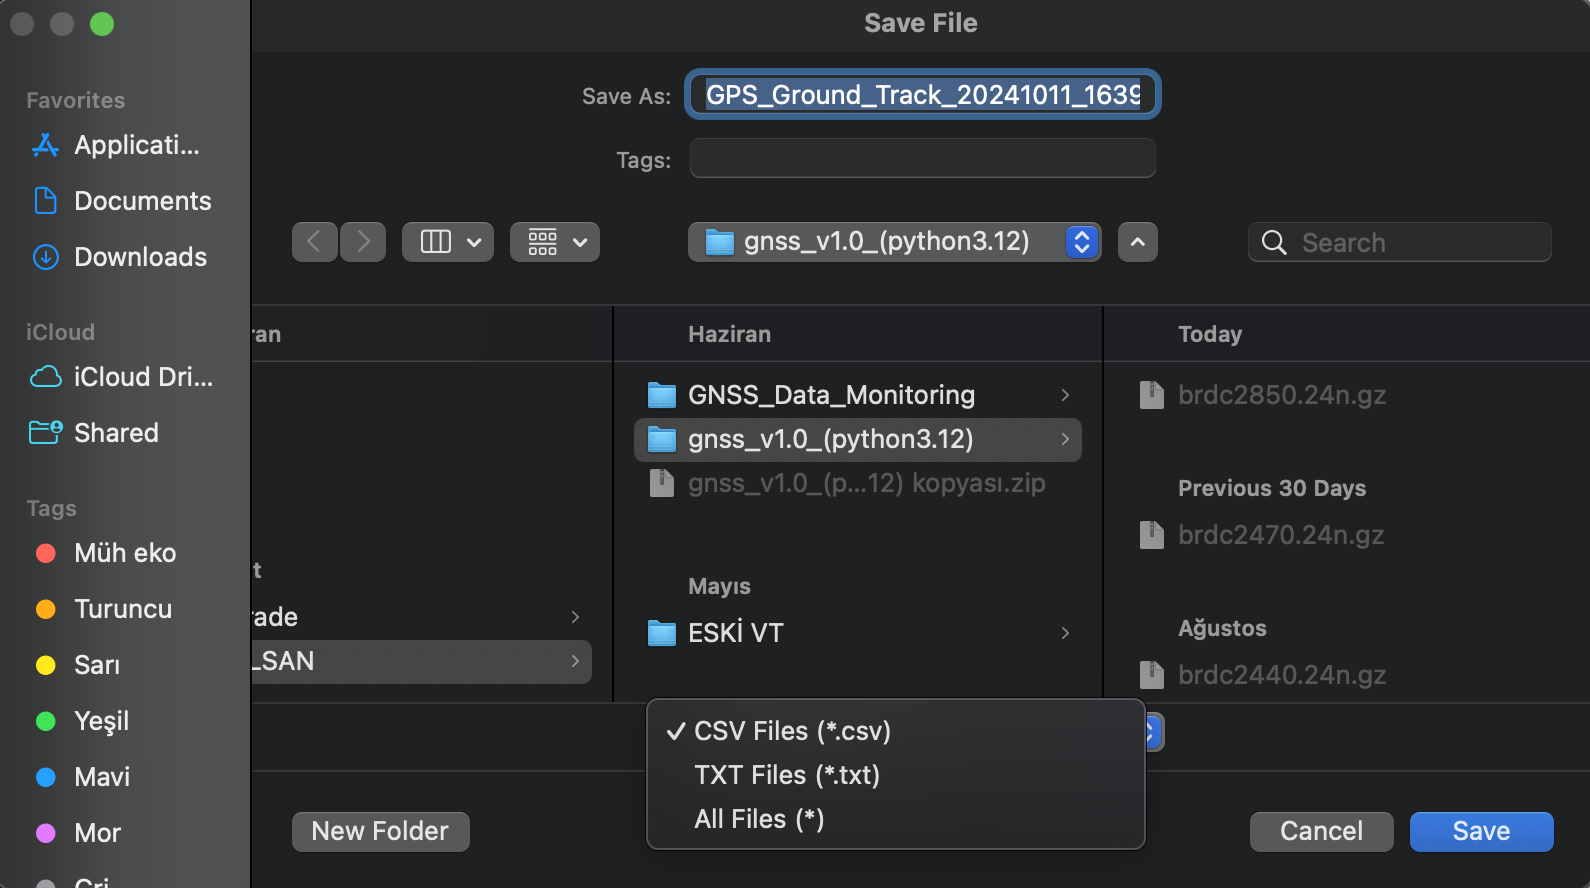 Save File
Save As: GPS_Ground_Track_20241011_1639
Tags:
gnss_v1.0_(python3.12)
Search
Favorites
Applicati...
Documents
Downloads
iCloud
iCloud Dri...
Shared
Tags
Müh eko
Turuncu
Sarı
Yeşil
Mavi
Mor
Gri
ran
t
rade
LSAN
Haziran
GNSS_Data_Monitoring
gnss_v1.0_(python3.12)
gnss_v1.0_(p...12) kopyası.zip
Mayıs
ESKİ VT
Today
brdc2850.24n.gz
Previous 30 Days
brdc2470.24n.gz
Ağustos
brdc2440.24n.gz
CSV Files (*.csv)
TXT Files (*.txt)
All Files (*)
New Folder
Cancel
Save